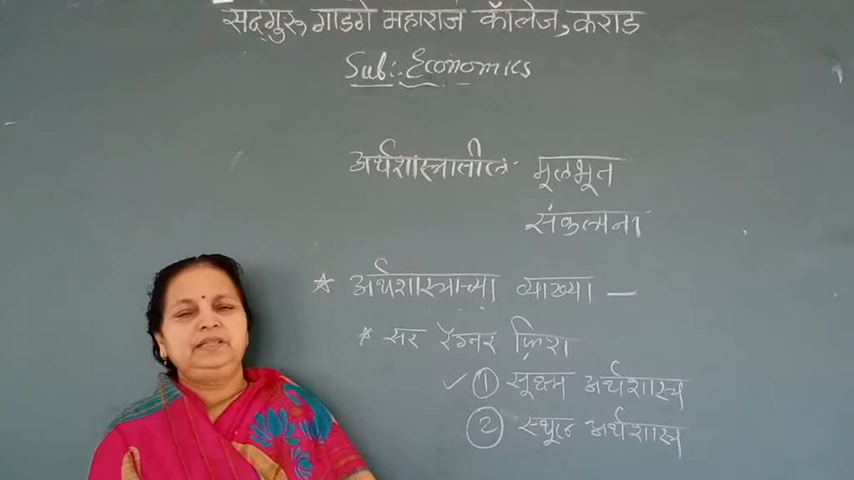 सद्गुरु गाडगे महाराज कॉलेज, कराड
Sub:- Economics
अर्थशास्त्रातील मूलभूत
संकल्पना
* अर्थशास्त्राच्या व्याख्या —
* सर रॅग्नर फ्रिश
✓ ① सूक्ष्म अर्थशास्त्र
② स्थूल अर्थशास्त्र